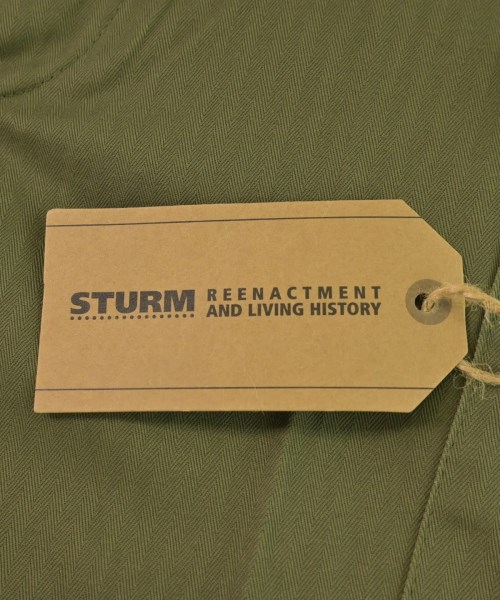 STURM
REENACTMENT
AND LIVING HISTORY